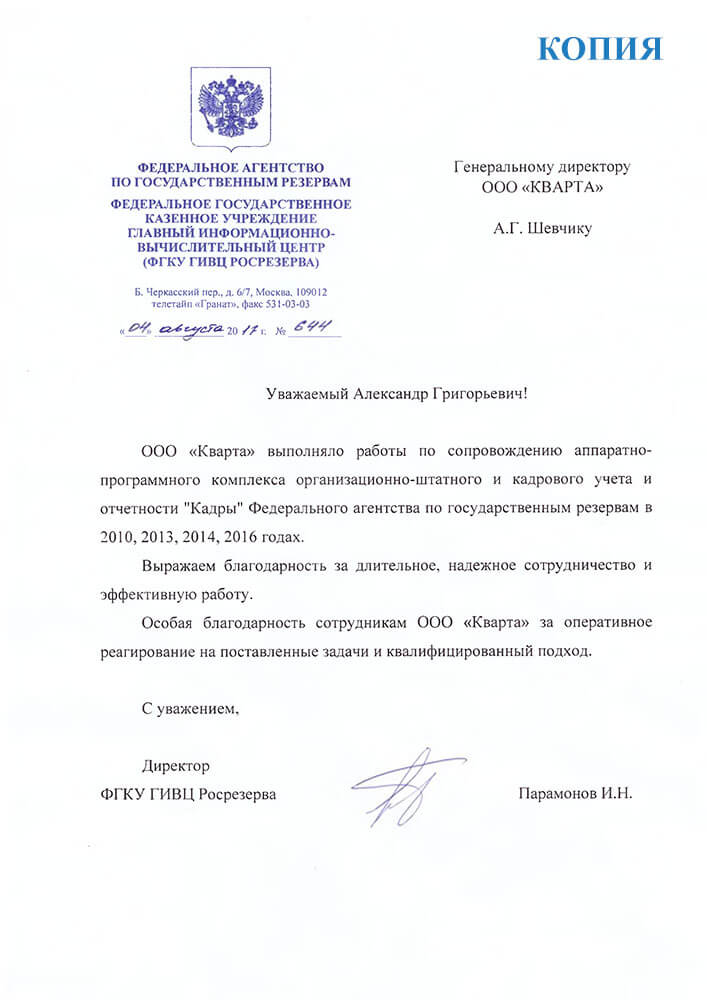 КОПИЯ
ФЕДЕРАЛЬНОЕ АГЕНТСТВО
ПО ГОСУДАРСТВЕННЫМ РЕЗЕРВАМ
ФЕДЕРАЛЬНОЕ ГОСУДАРСТВЕННОЕ
КАЗЕННОЕ УЧРЕЖДЕНИЕ
ГЛАВНЫЙ ИНФОРМАЦИОННО-
ВЫЧИСЛИТЕЛЬНЫЙ ЦЕНТР
(ФГКУ ГИВЦ РОСРЕЗЕРВА)
Б. Черкасский пер., д. 6/7, Москва, 109012
телетайп «Гранат», факс 531-03-03
«04» августа 2017 г. № 644
Генеральному директору
ООО «КВАРТА»
А.Г. Шевчику
Уважаемый Александр Григорьевич!
ООО «Кварта» выполняло работы по сопровождению аппаратно-
программного комплекса организационно-штатного и кадрового учета и
отчетности "Кадры" Федерального агентства по государственным резервам в
2010, 2013, 2014, 2016 годах.
Выражаем благодарность за длительное, надежное сотрудничество и
эффективную работу.
Особая благодарность сотрудникам ООО «Кварта» за оперативное
реагирование на поставленные задачи и квалифицированный подход.
С уважением,
Директор
ФГКУ ГИВЦ Росрезерва Парамонов И.Н.